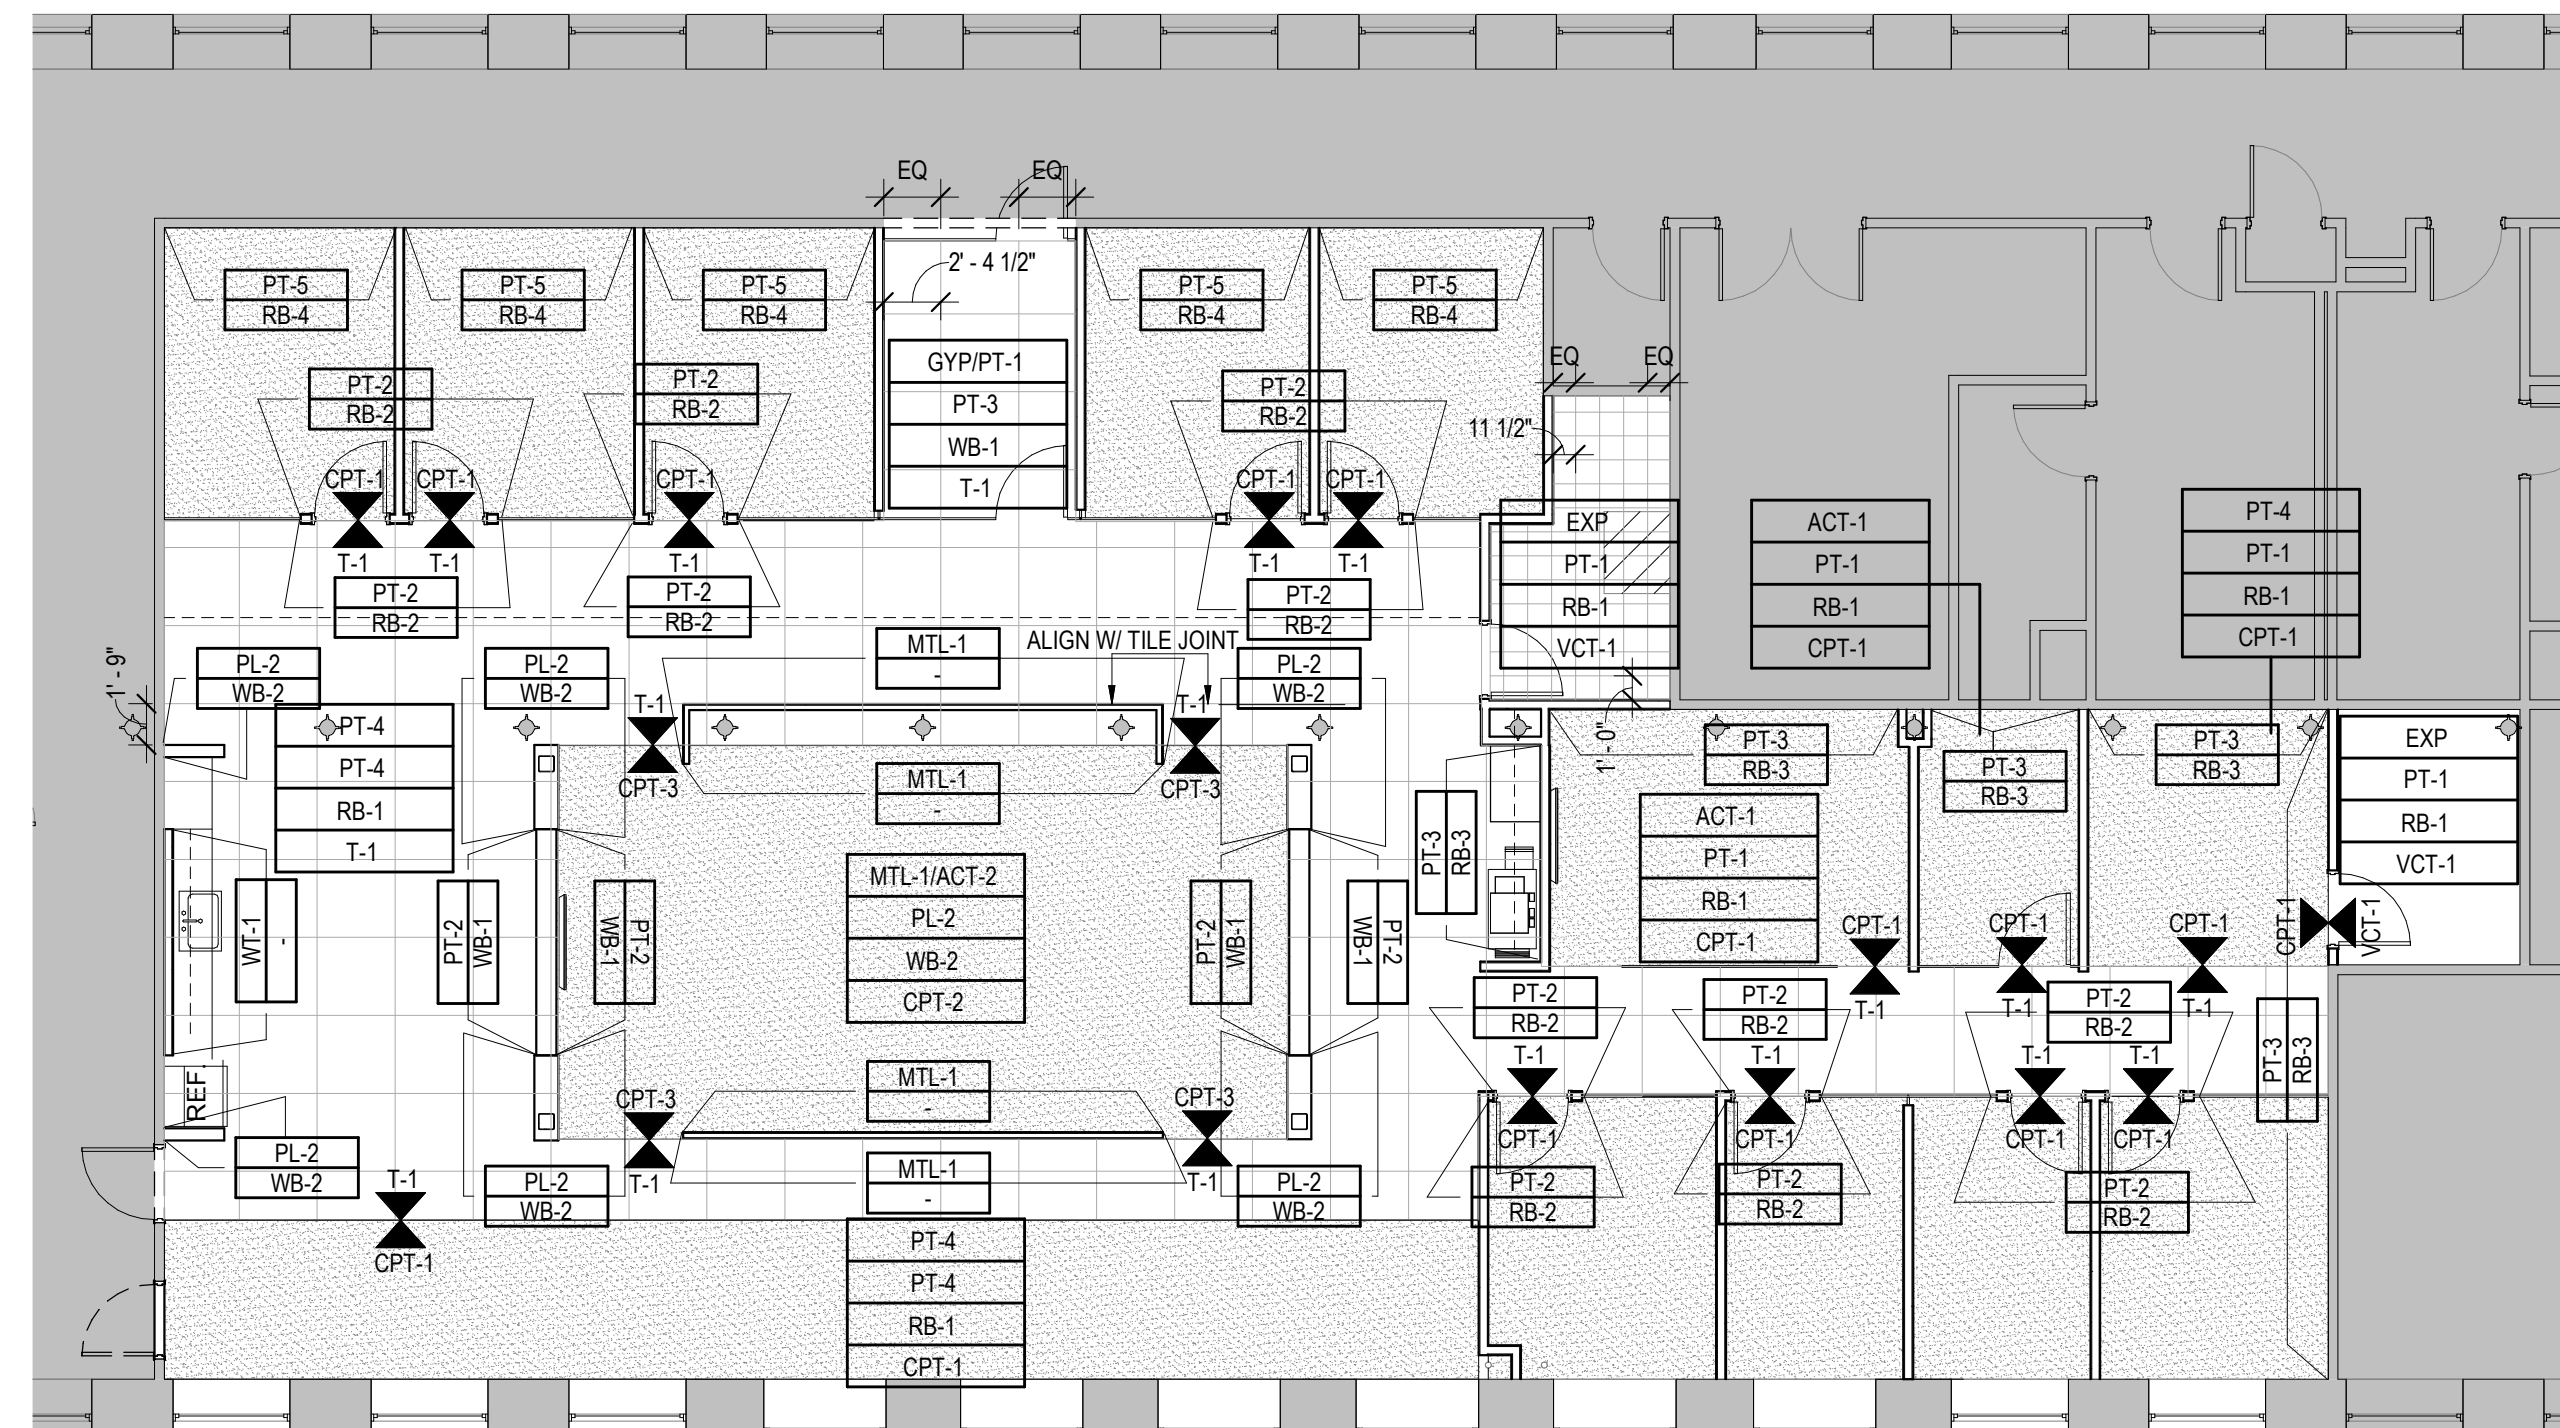 EQ
EQ
2' - 4 1/2"
PT-5
RB-4
PT-5
RB-4
PT-5
RB-4
PT-5
RB-4
PT-5
RB-4
GYP/PT-1
PT-3
WB-1
T-1
PT-2
RB-2
PT-2
RB-2
PT-2
RB-2
EQ
EQ
11 1/2"
CPT-1
CPT-1
CPT-1
CPT-1
CPT-1
T-1
T-1
T-1
T-1
T-1
PT-2
RB-2
PT-2
RB-2
PT-2
RB-2
EXP
PT-1
RB-1
VCT-1
ACT-1
PT-1
RB-1
CPT-1
PT-4
PT-1
RB-1
CPT-1
1' - 9"
PL-2
WB-2
PL-2
WB-2
MTL-1
-
ALIGN W/ TILE JOINT
PL-2
WB-2
PT-4
PT-4
RB-1
T-1
T-1
CPT-3
MTL-1
-
T-1
CPT-3
1' - 0"
PT-3
RB-3
PT-3
RB-3
PT-3
RB-3
EXP
PT-1
RB-1
VCT-1
PT-3
RB-3
ACT-1
PT-1
RB-1
CPT-1
WT-1
-
PT-2
WB-1
PT-2
WB-1
MTL-1/ACT-2
PL-2
WB-2
CPT-2
PT-2
WB-1
PT-2
WB-1
CPT-1
T-1
CPT-1
T-1
CPT-1
T-1
CPT-1
VCT-1
PT-2
RB-2
PT-2
RB-2
PT-2
RB-2
PT-3
RB-3
REF.
CPT-3
T-1
MTL-1
-
CPT-3
T-1
T-1
CPT-1
T-1
CPT-1
T-1
CPT-1
T-1
CPT-1
PL-2
WB-2
T-1
CPT-1
PL-2
WB-2
MTL-1
-
PL-2
WB-2
PT-2
RB-2
PT-2
RB-2
PT-2
RB-2
PT-4
PT-4
RB-1
CPT-1